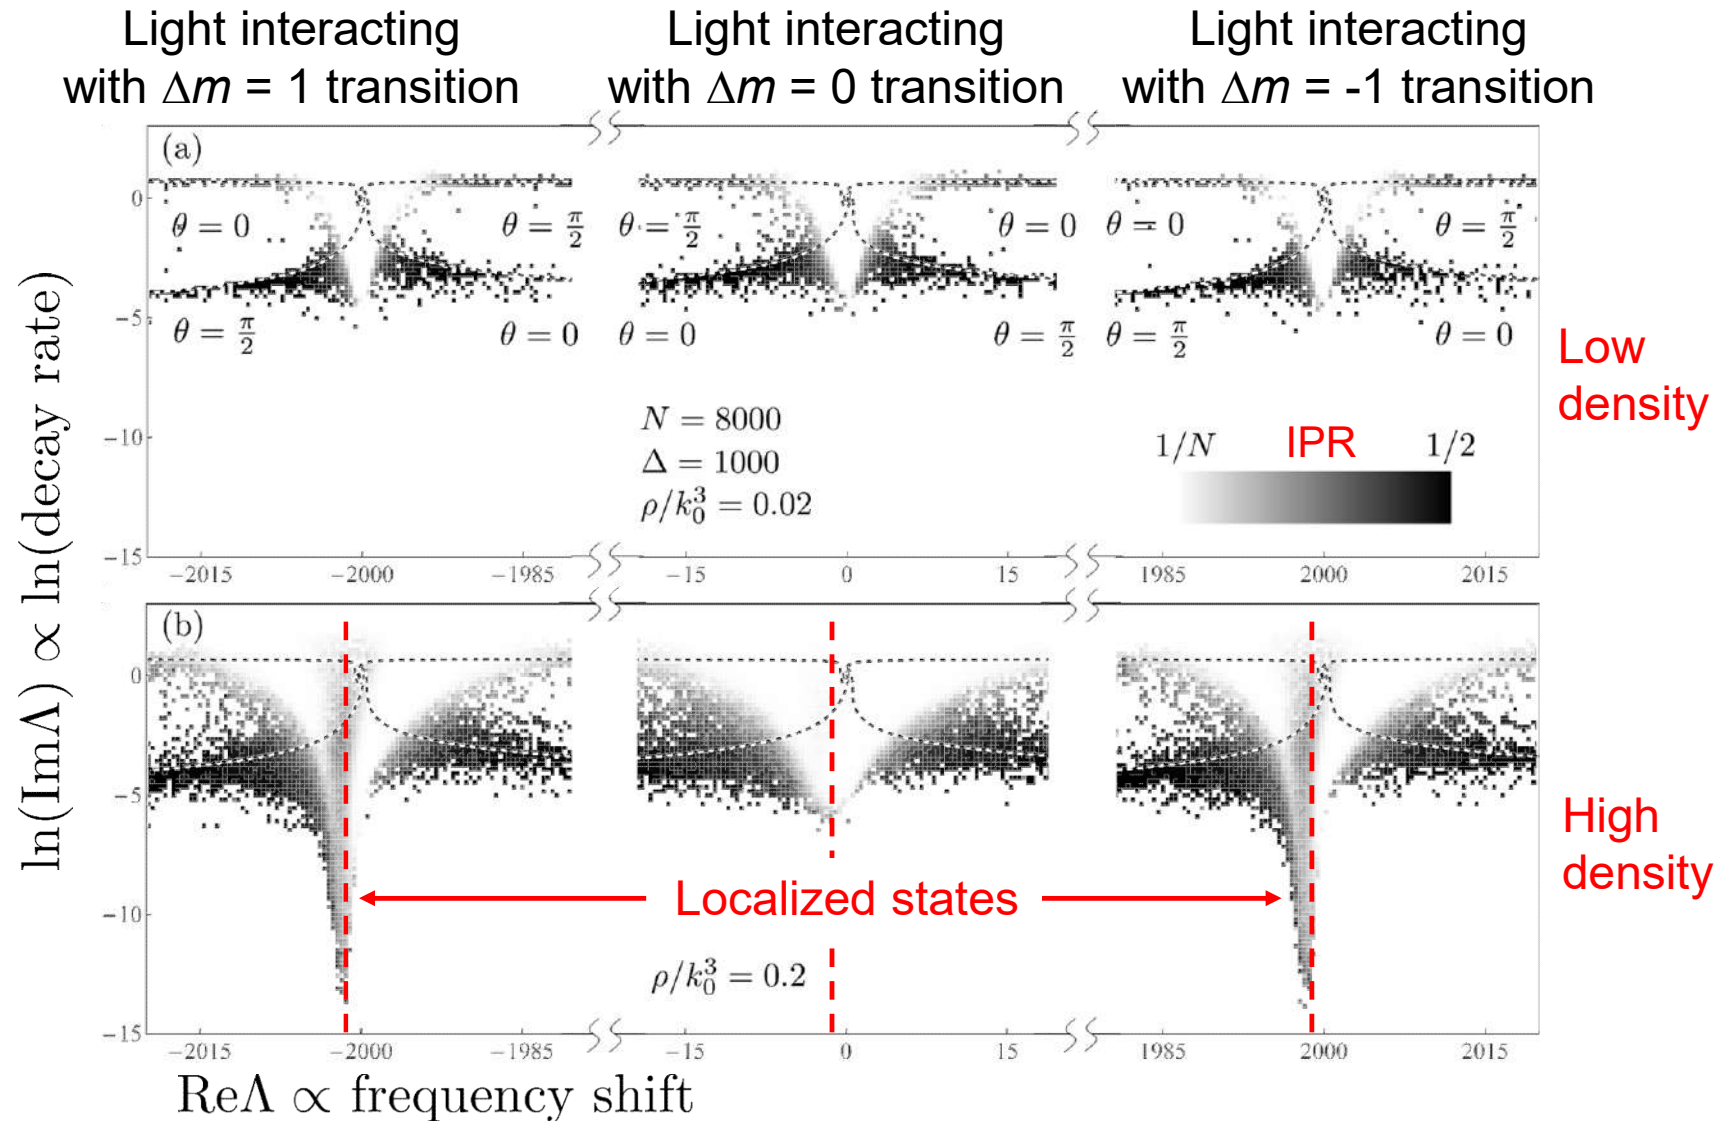 Light interacting
with Δm = 1 transition
Light interacting
with Δm = 0 transition
Light interacting
with Δm = -1 transition
ln(ImΛ) ∝ ln(decay rate)
(a)
0
−5
−10
−15
θ = 0
θ = π/2
θ = π/2
θ = 0
θ = 0
θ = π/2
θ = π/2
θ = 0
θ = 0
θ = π/2
θ = π/2
θ = 0
N = 8000
Δ = 1000
ρ/k₀³ = 0.02
1/N IPR 1/2
Low
density
−2015 −2000 −1985 −15 0 15 1985 2000 2015
(b)
0
−5
−10
−15
Localized states
ρ/k₀³ = 0.2
High
density
−2015 −2000 −1985 −15 0 15 1985 2000 2015
ReΛ ∝ frequency shift